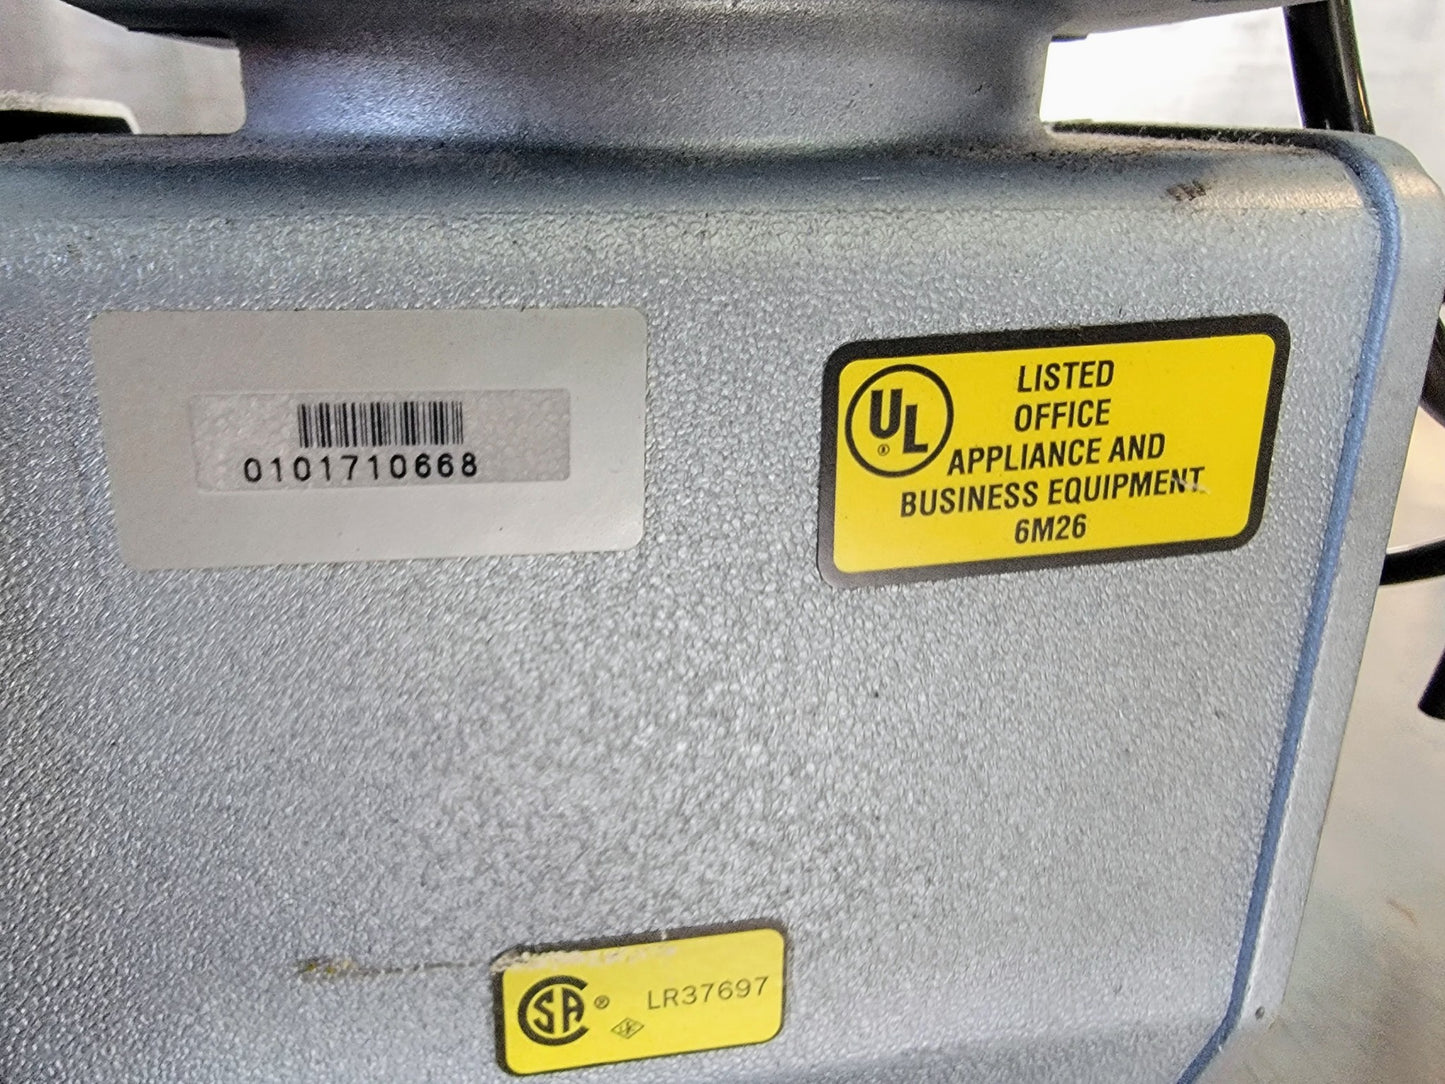 0101710668
UL
®
LISTED
OFFICE
APPLIANCE AND
BUSINESS EQUIPMENT
6M26
CSA ® LR37697